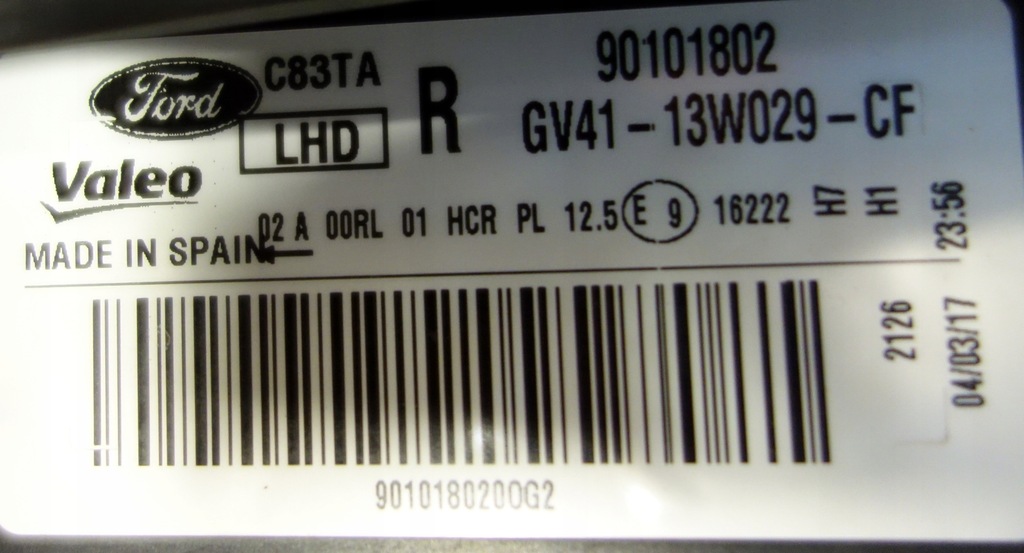 Ford
C83TA
LHD
R
90101802
GV41-13W029-CF
Valeo
MADE IN SPAIN
02 A 00RL 01 HCR PL 12.5 E 9 16222 H7 H1
23:56
04/03/17
2126
9010180200G2